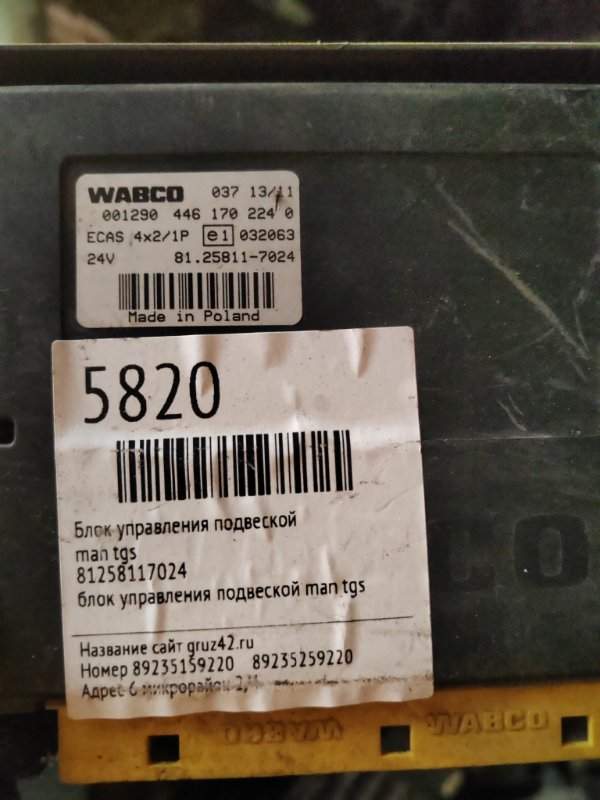 WABCO 037 13/11
001290 446 170 224 0
ECAS 4x2/1P e1 032063
24V 81.25811-7024
Made in Poland
5820
Блок управления подвеской
man tgs
81258117024
блок управления подвеской man tgs
Название сайт gruz42.ru
Номер 89235159220 89235259220
Адрес 6 микрорайон
WABCO